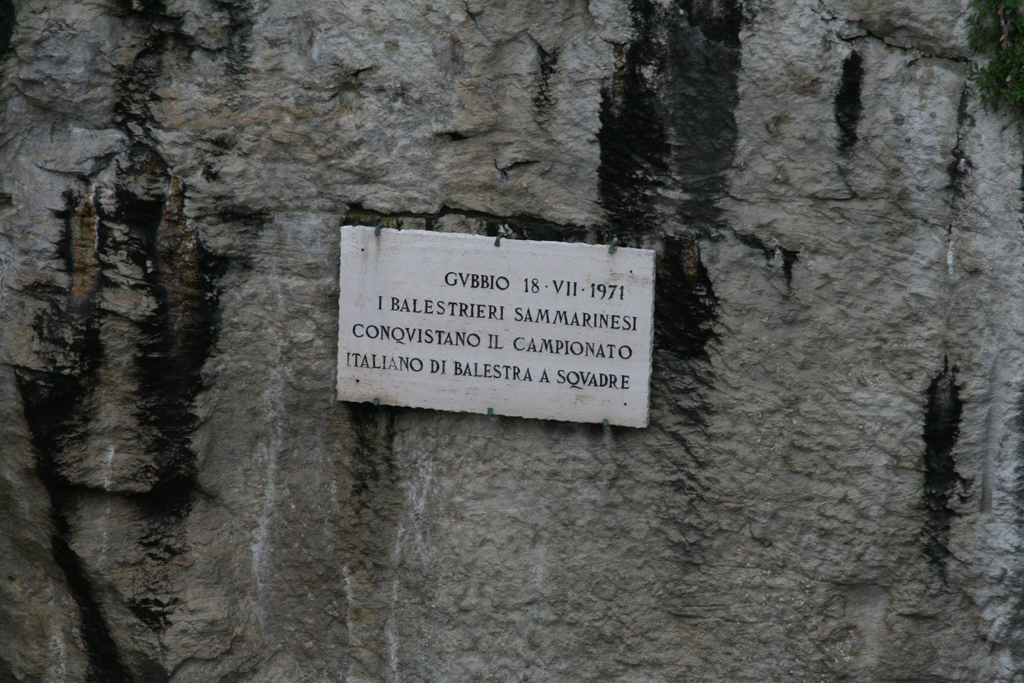 GVBBIO 18·VII·1971
I BALESTRIERI SAMMARINESI
CONQVISTANO IL CAMPIONATO
ITALIANO DI BALESTRA A SQVADRE